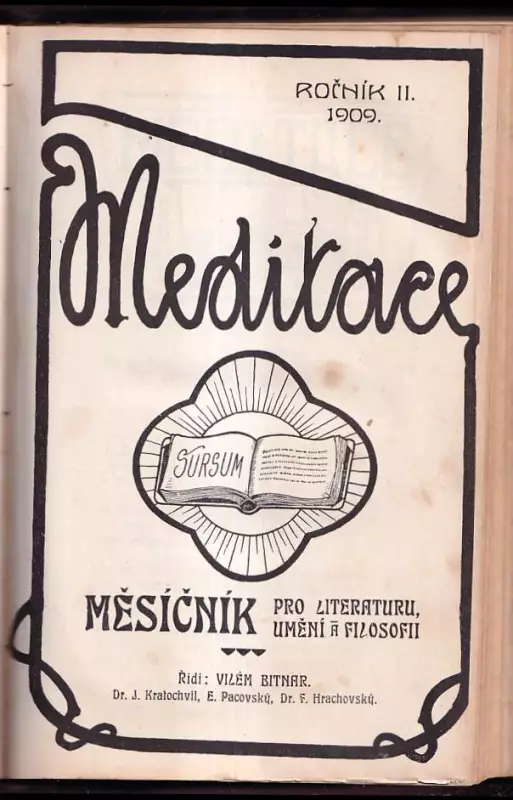 ROČNÍK II.
1909.
Meditace
SURSUM
MĚSÍČNÍK PRO LITERATURU,
UMĚNÍ A FILOSOFII
Řídí: VILÉM BITNAR.
Dr. J. Kratochvil, E. Pacovský, Dr. F. Hrachovský.